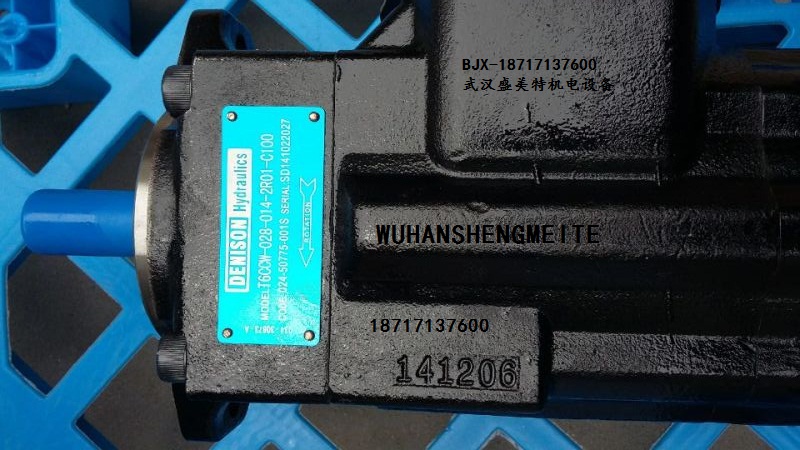 BJX-18717137600
武汉盛美特机电设备
DENISON Hydraulics
MODEL:T6CCW-028-014-2R01-C100
CODE:024-50775-001S SERIAL:SD141022027
ROTATION
WUHANSHENGMEITE
18717137600
141206